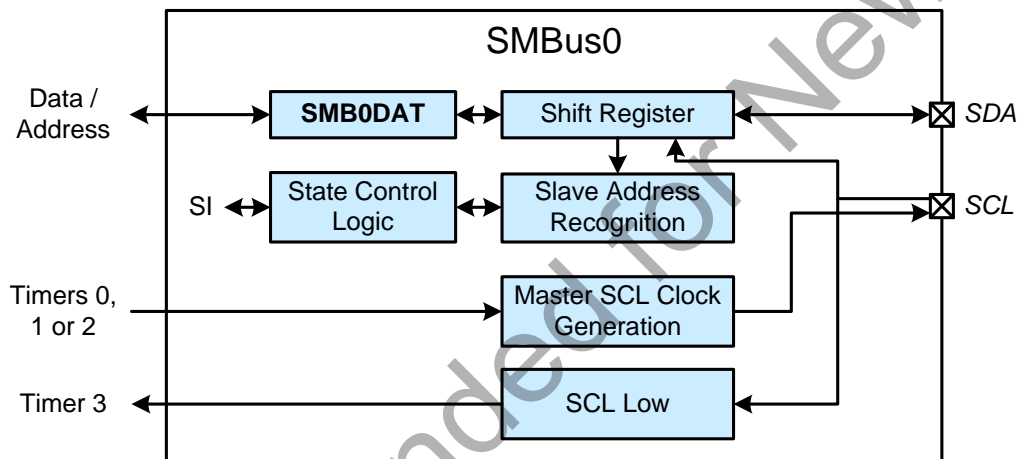 SMBus0
Data /
Address
SMB0DAT
Shift Register
SDA
SI
State Control
Logic
Slave Address
Recognition
SCL
Timers 0,
1 or 2
Master SCL Clock
Generation
Timer 3
SCL Low
for